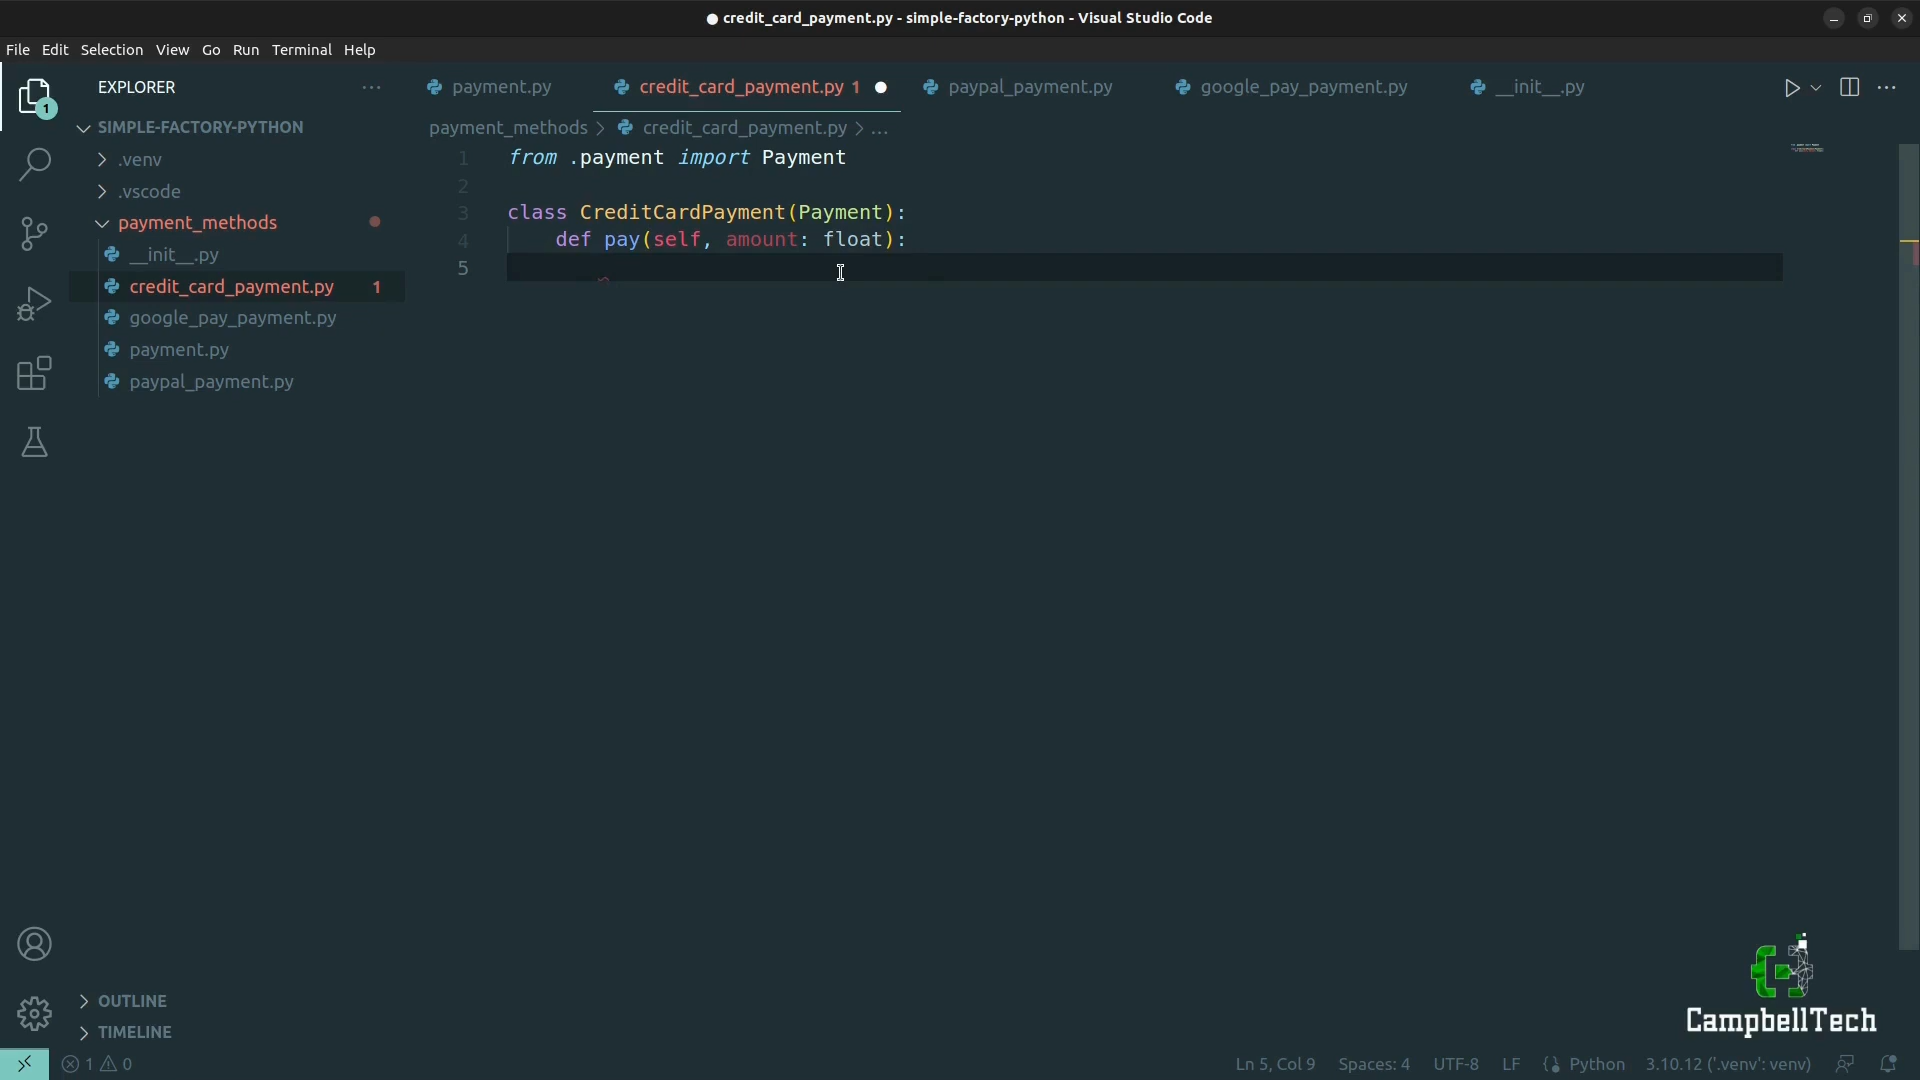 credit_card_payment.py - simple-factory-python - Visual Studio Code
File Edit Selection View Go Run Terminal Help
EXPLORER
payment.py
credit_card_payment.py 1
paypal_payment.py
google_pay_payment.py
__init__.py
1
SIMPLE-FACTORY-PYTHON
.venv
.vscode
payment_methods
__init__.py
credit_card_payment.py 1
google_pay_payment.py
payment.py
paypal_payment.py
payment_methods > credit_card_payment.py > ...
1 from .payment import Payment
2
3 class CreditCardPayment(Payment):
4 def pay(self, amount: float):
5
OUTLINE
TIMELINE
CampbellTech
1 0
Ln 5, Col 9 Spaces: 4 UTF-8 LF Python 3.10.12 ('.venv': venv)